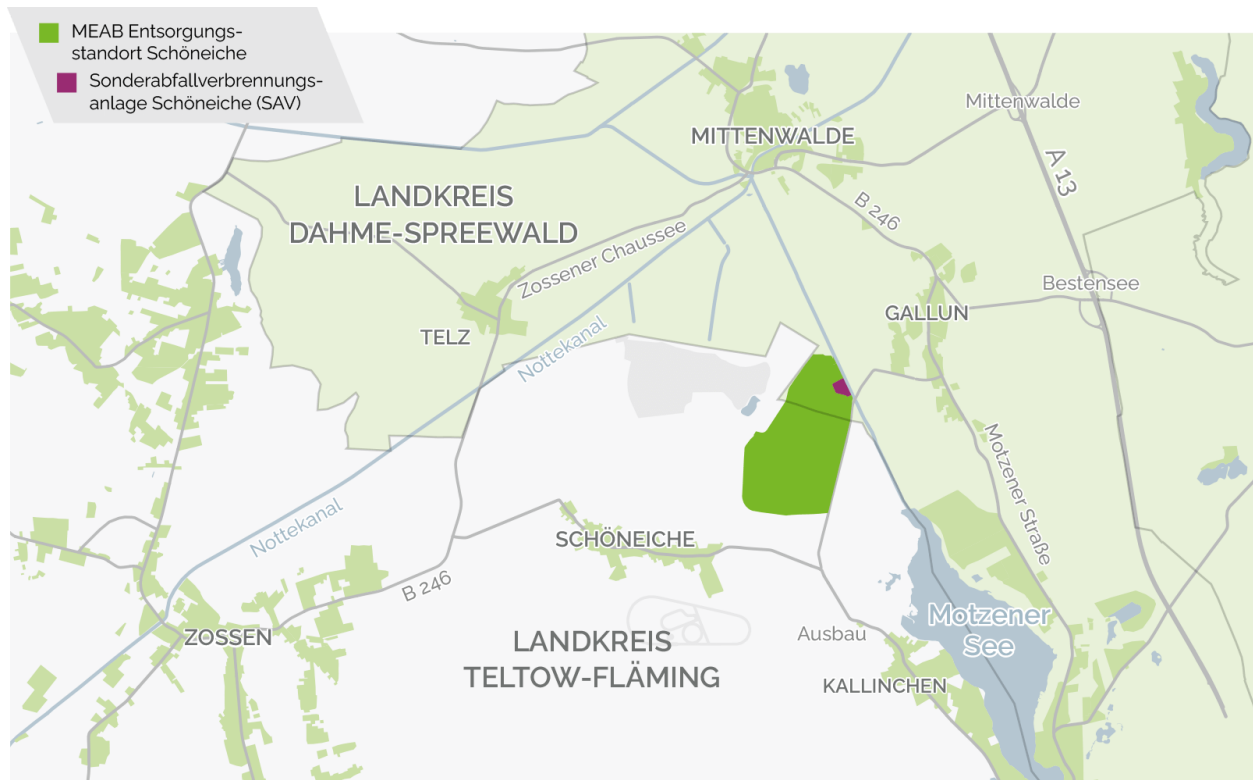 MEAB Entsorgungs-
standort Schöneiche
Sonderabfallverbrennungs-
anlage Schöneiche (SAV)
Mittenwalde
MITTENWALDE
A 13
LANDKREIS
DAHME-SPREEWALD
B 246
Zossener Chaussee
Bestensee
GALLUN
TELZ
Nottekanal
Motzener Straße
Nottekanal
SCHÖNEICHE
B 246
Motzener
See
ZOSSEN
Ausbau
LANDKREIS
TELTOW-FLÄMING
KALLINCHEN